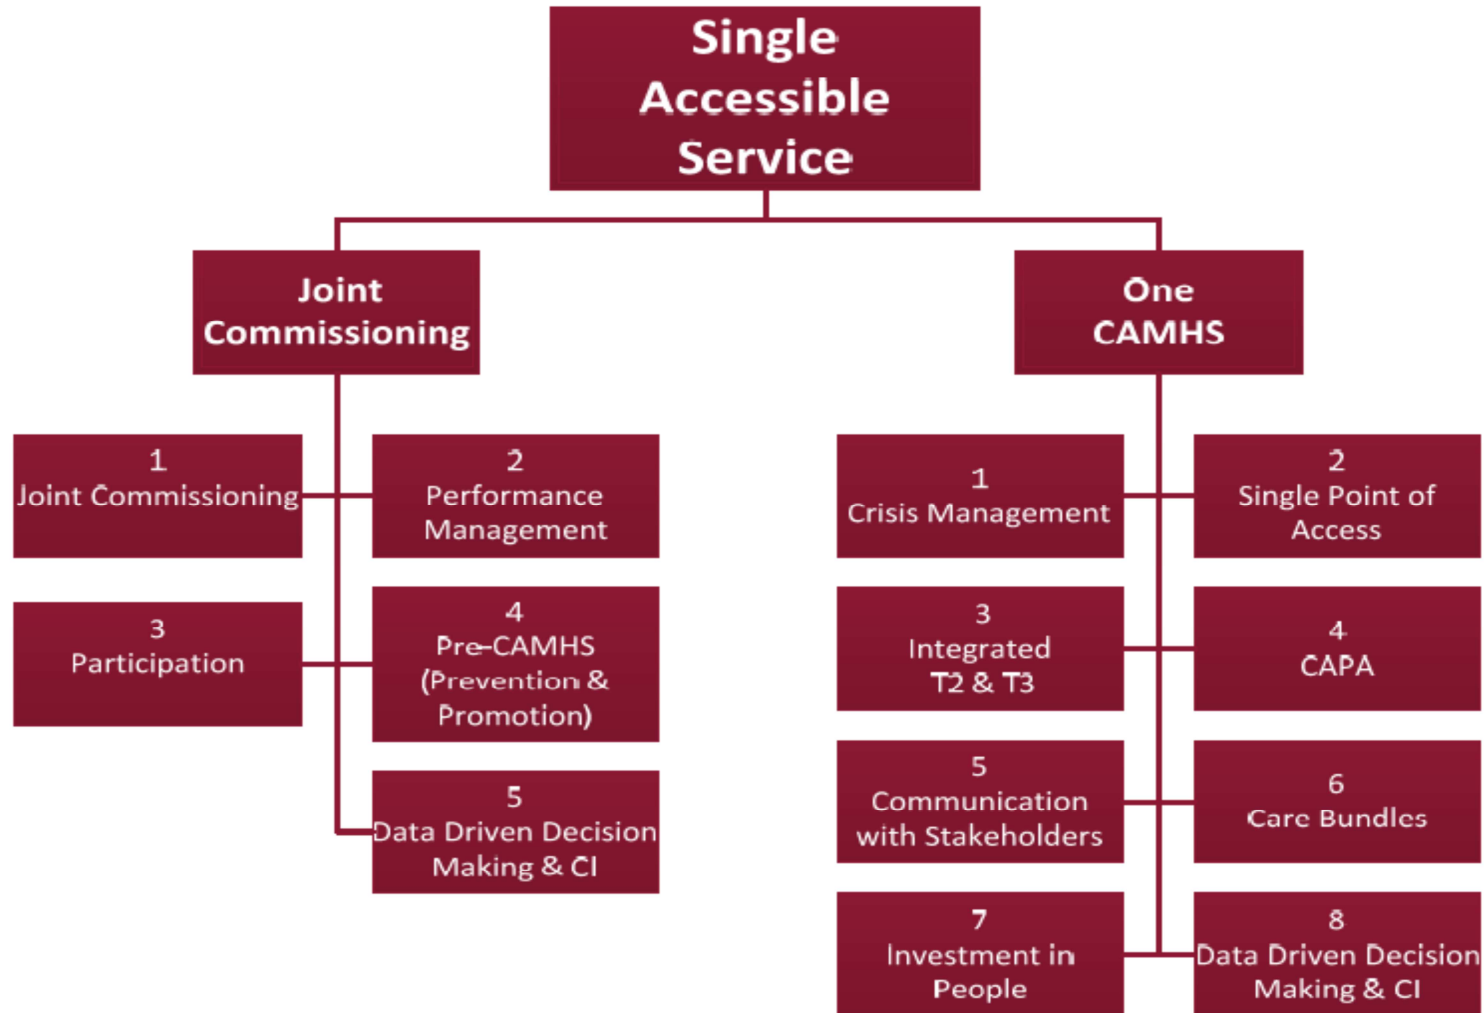 Single
Accessible
Service
Joint
Commissioning
One
CAMHS
1
Joint Commissioning
2
Performance
Management
3
Participation
4
Pre-CAMHS
(Prevention &
Promotion)
5
Data Driven Decision
Making & CI
1
Crisis Management
2
Single Point of
Access
3
Integrated
T2 & T3
4
CAPA
5
Communication
with Stakeholders
6
Care Bundles
7
Investment in
People
8
Data Driven Decision
Making & CI